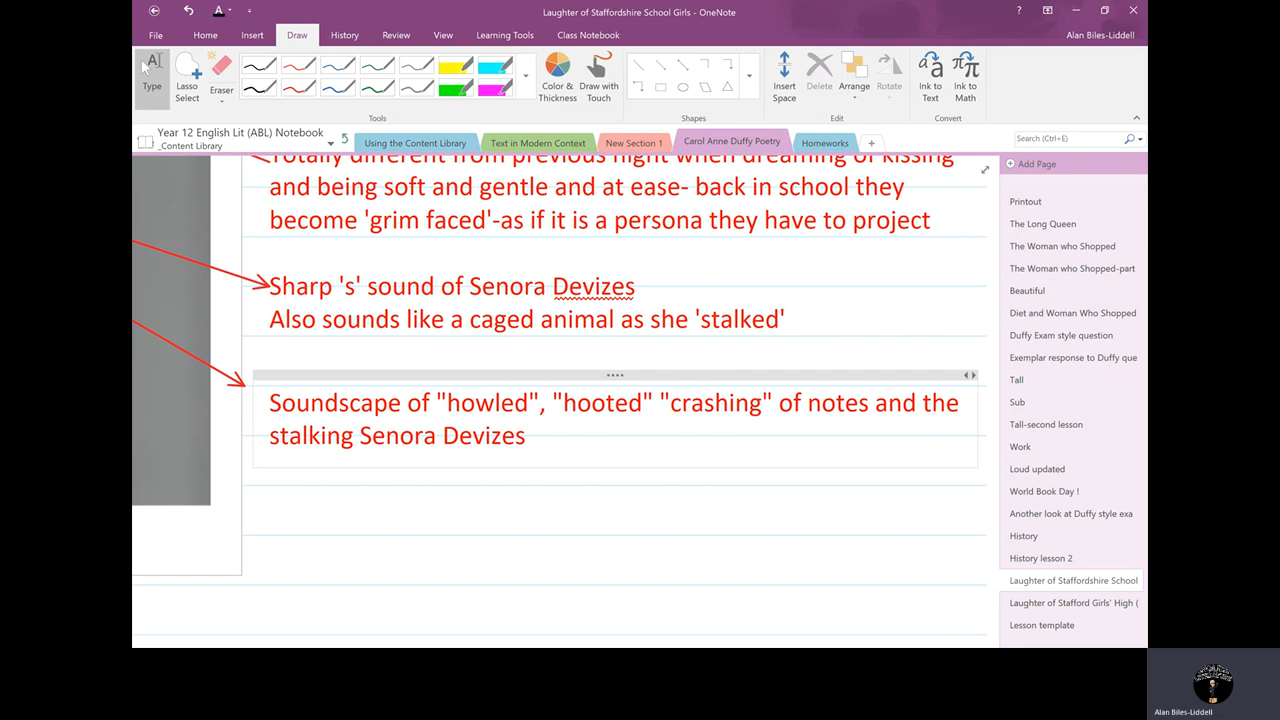 Laughter of Staffordshire School Girls - OneNote
?
File
Home
Insert
Draw
History
Review
View
Learning Tools
Class Notebook
Alan Biles-Liddell
Type
Lasso Select
Eraser
Color & Thickness
Draw with Touch
Insert Space
Delete
Arrange
Rotate
Ink to Text
Ink to Math
Tools
Shapes
Edit
Convert
Year 12 English Lit (ABL) Notebook
_Content Library
Using the Content Library
Text in Modern Context
New Section 1
Carol Anne Duffy Poetry
Homeworks
Search (Ctrl+E)
Totally different from previous night when dreaming of kissing
and being soft and gentle and at ease- back in school they
become 'grim faced'-as if it is a persona they have to project
Sharp 's' sound of Senora Devizes
Also sounds like a caged animal as she 'stalked'
Soundscape of "howled", "hooted" "crashing" of notes and the
stalking Senora Devizes
Add Page
Printout
The Long Queen
The Woman who Shopped
The Woman who Shopped-part
Beautiful
Diet and Woman Who Shopped
Duffy Exam style question
Exemplar response to Duffy que
Tall
Sub
Tall-second lesson
Work
Loud updated
World Book Day !
Another look at Duffy style exa
History
History lesson 2
Laughter of Staffordshire School
Laughter of Stafford Girls' High (
Lesson template
Alan Biles-Liddell